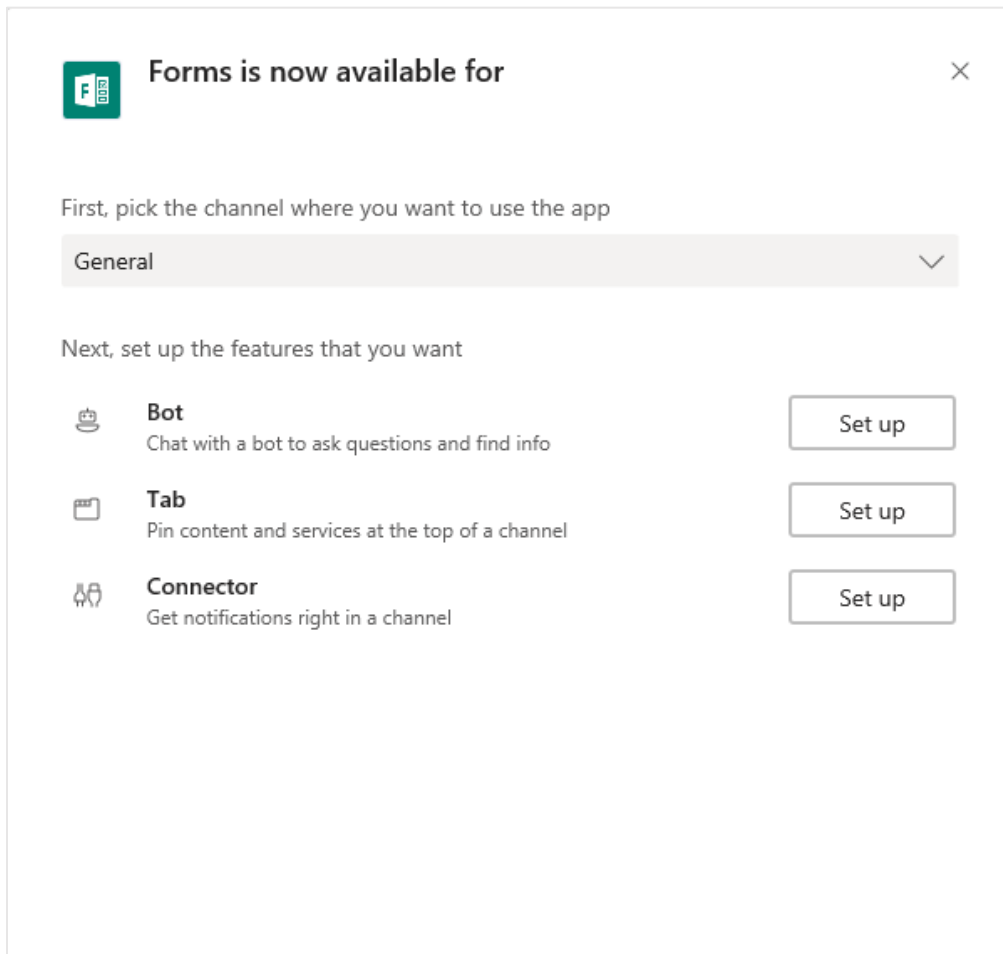 Forms is now available for
First, pick the channel where you want to use the app
General
Next, set up the features that you want
Bot
Chat with a bot to ask questions and find info
Set up
Tab
Pin content and services at the top of a channel
Set up
Connector
Get notifications right in a channel
Set up